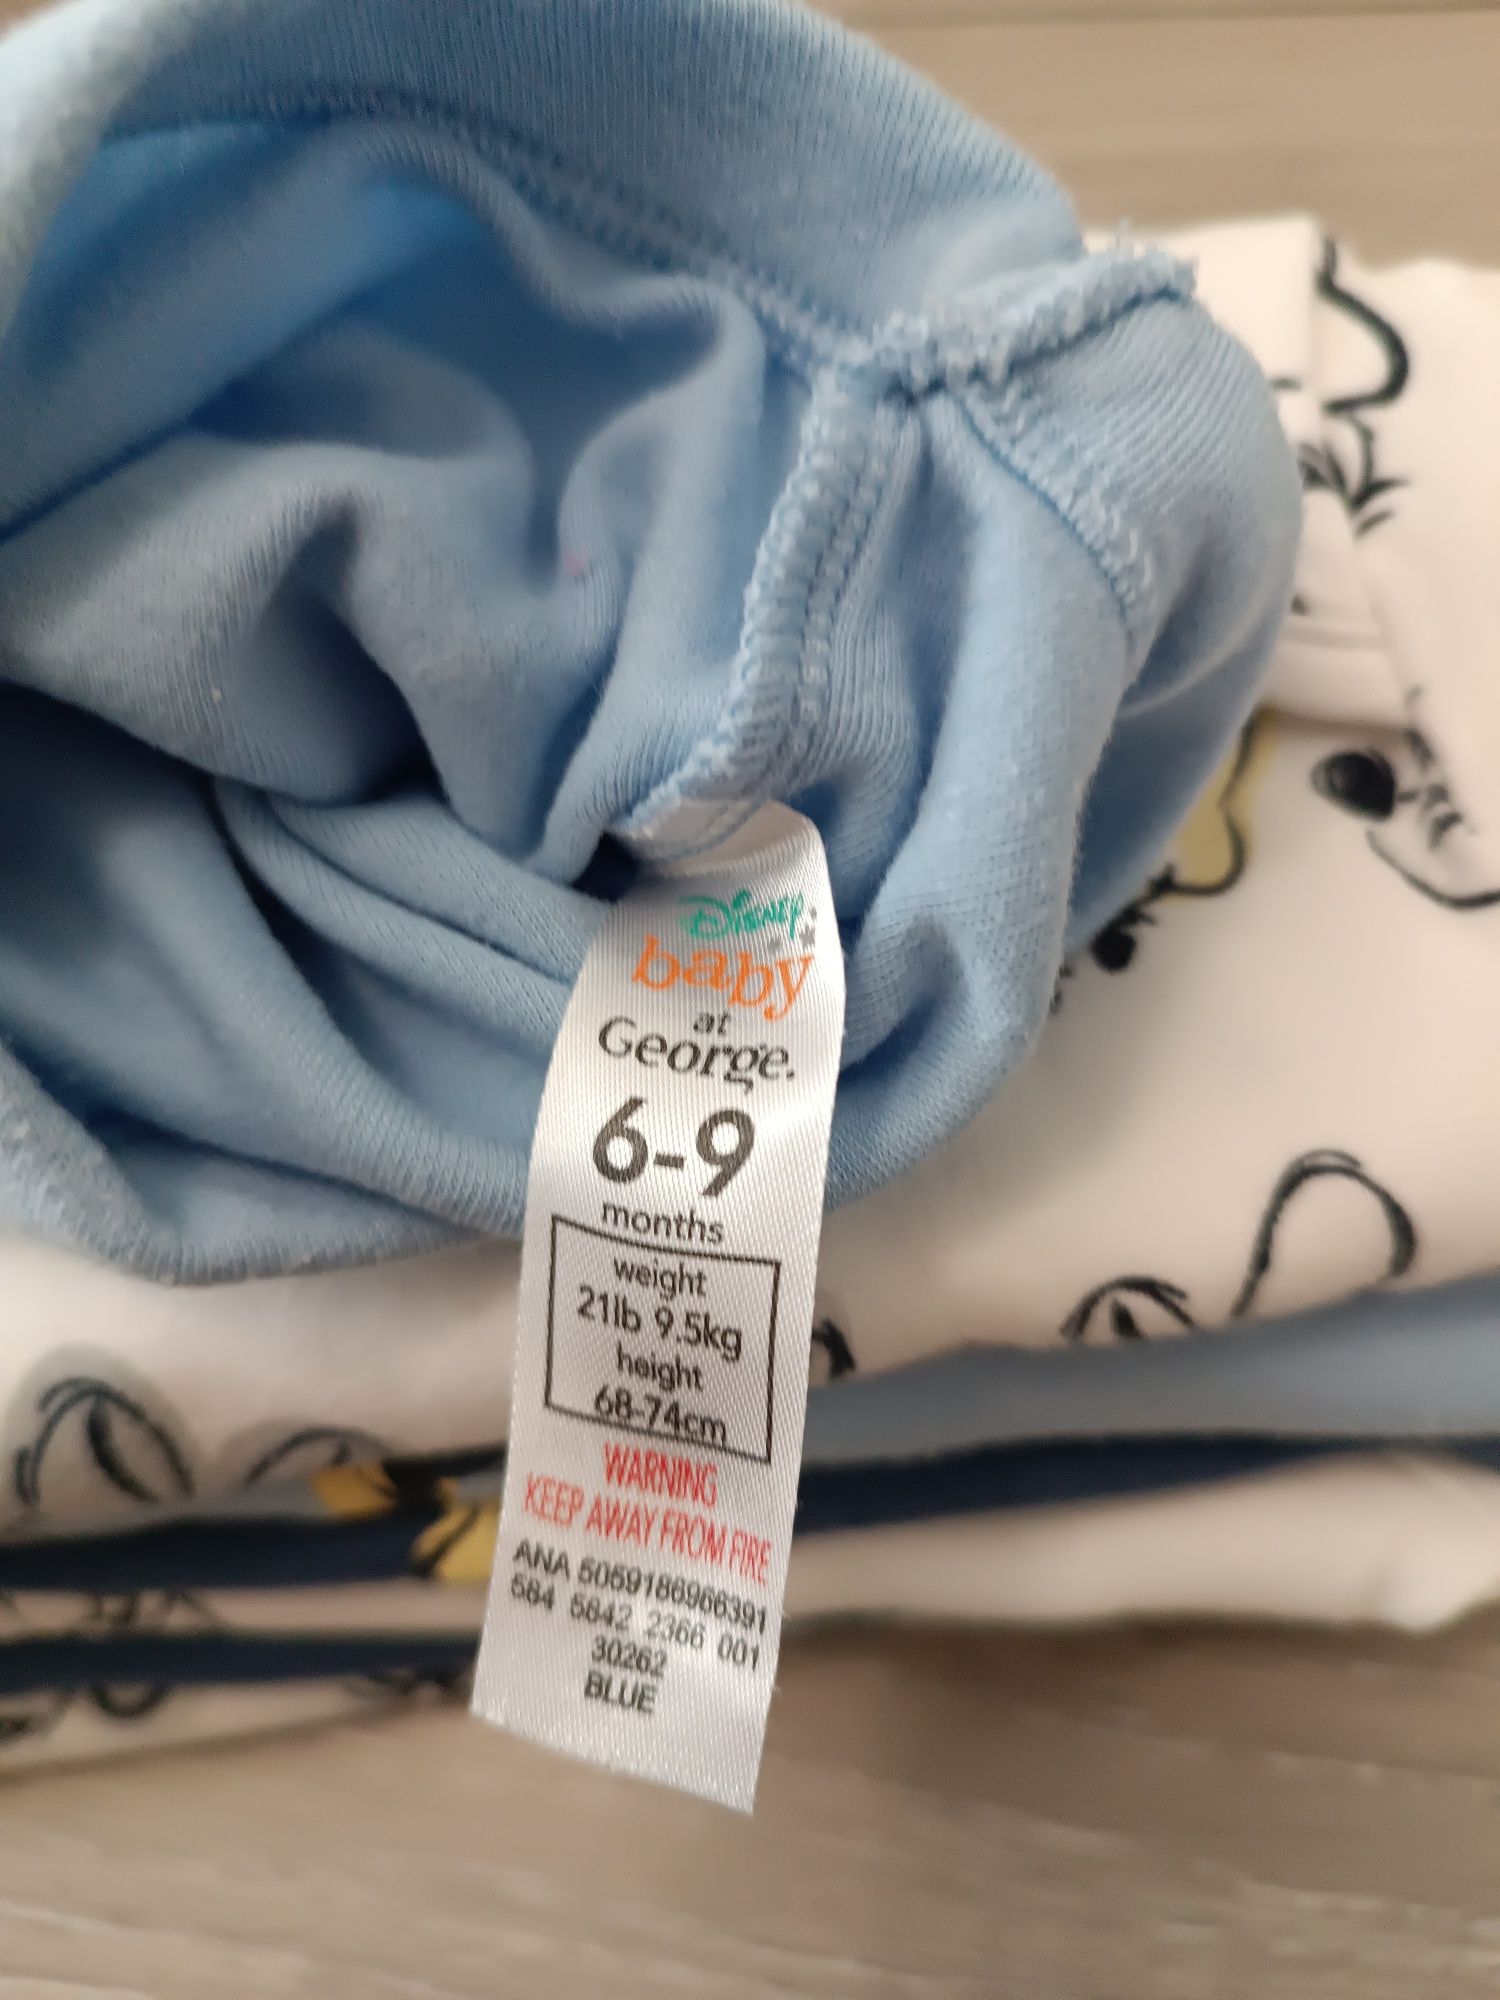 Disney
baby
at
George.
6-9
months
weight
21lb 9.5kg
height
68-74cm
WARNING
KEEP AWAY FROM FIRE
ANA 5059186966391
584 5642 2366 001
30262
BLUE